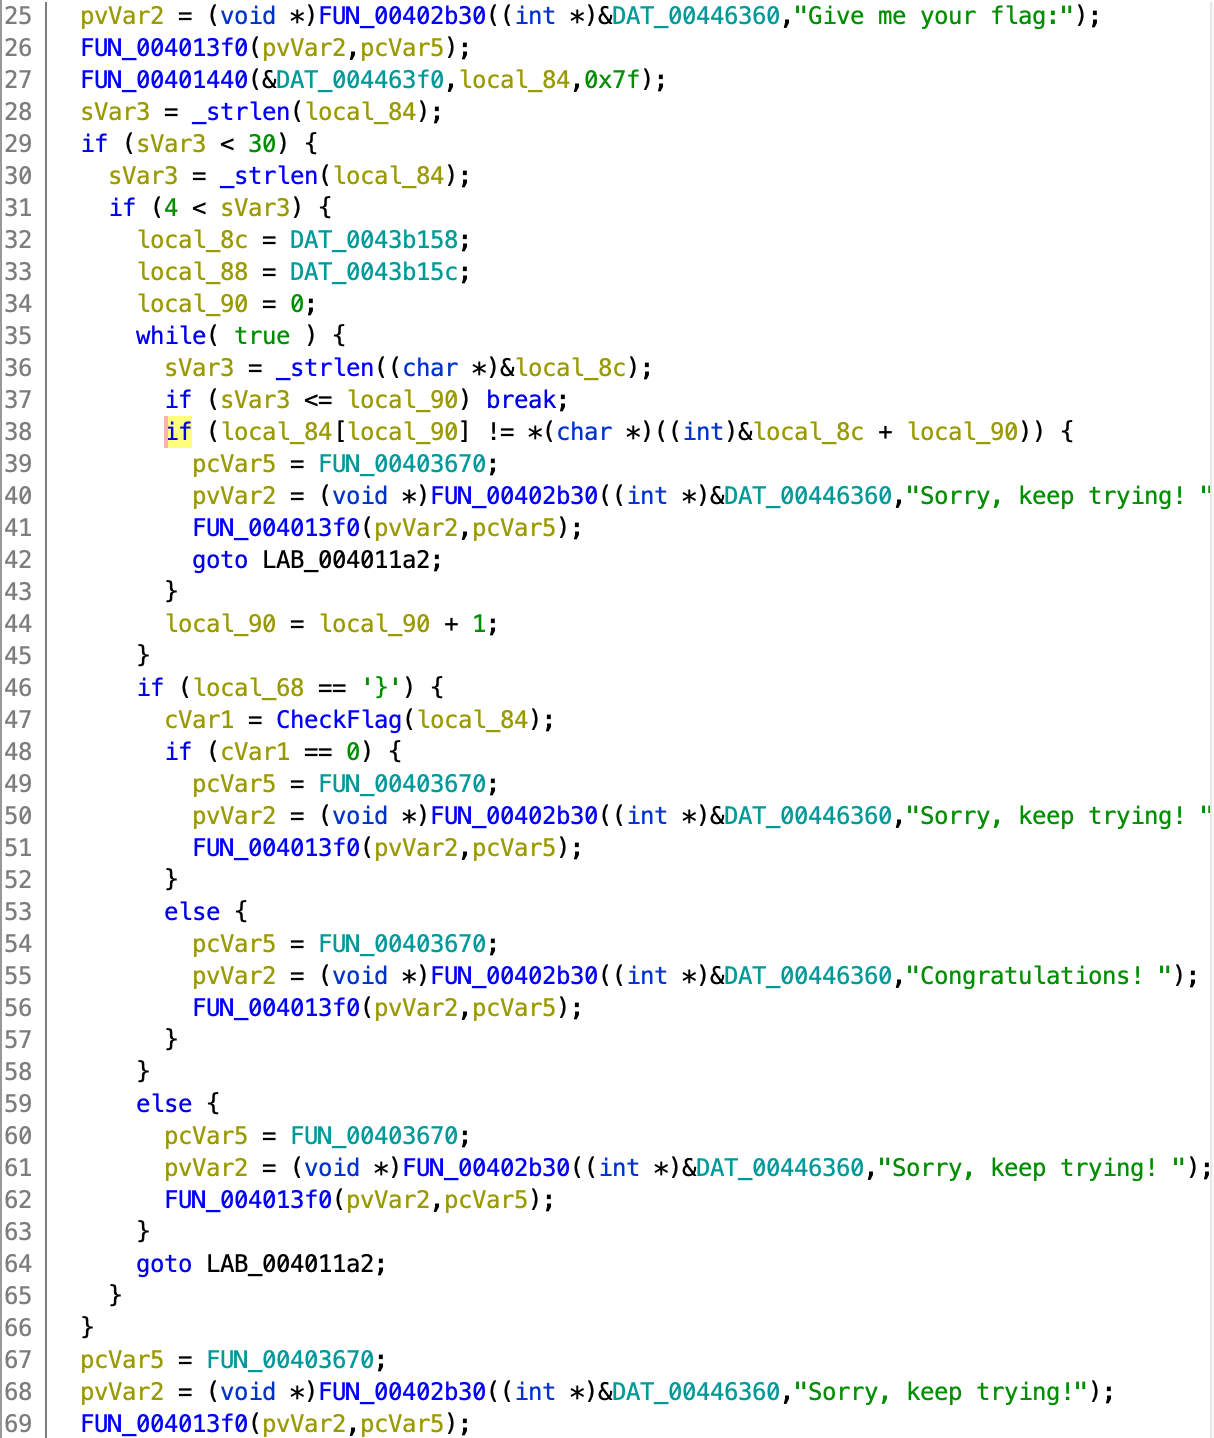 25 pvVar2 = (void *)FUN_00402b30((int *)&DAT_00446360,"Give me your flag:");
26 FUN_004013f0(pvVar2,pcVar5);
27 FUN_00401440(&DAT_004463f0,local_84,0x7f);
28 sVar3 = _strlen(local_84);
29 if (sVar3 < 30) {
30 sVar3 = _strlen(local_84);
31 if (4 < sVar3) {
32 local_8c = DAT_0043b158;
33 local_88 = DAT_0043b15c;
34 local_90 = 0;
35 while( true ) {
36 sVar3 = _strlen((char *)&local_8c);
37 if (sVar3 <= local_90) break;
38 if (local_84[local_90] != *(char *)((int)&local_8c + local_90)) {
39 pcVar5 = FUN_00403670;
40 pvVar2 = (void *)FUN_00402b30((int *)&DAT_00446360,"Sorry, keep trying! "
41 FUN_004013f0(pvVar2,pcVar5);
42 goto LAB_004011a2;
43 }
44 local_90 = local_90 + 1;
45 }
46 if (local_68 == '}') {
47 cVar1 = CheckFlag(local_84);
48 if (cVar1 == 0) {
49 pcVar5 = FUN_00403670;
50 pvVar2 = (void *)FUN_00402b30((int *)&DAT_00446360,"Sorry, keep trying! "
51 FUN_004013f0(pvVar2,pcVar5);
52 }
53 else {
54 pcVar5 = FUN_00403670;
55 pvVar2 = (void *)FUN_00402b30((int *)&DAT_00446360,"Congratulations! ");
56 FUN_004013f0(pvVar2,pcVar5);
57 }
58 }
59 else {
60 pcVar5 = FUN_00403670;
61 pvVar2 = (void *)FUN_00402b30((int *)&DAT_00446360,"Sorry, keep trying! ");
62 FUN_004013f0(pvVar2,pcVar5);
63 }
64 goto LAB_004011a2;
65 }
66 }
67 pcVar5 = FUN_00403670;
68 pvVar2 = (void *)FUN_00402b30((int *)&DAT_00446360,"Sorry, keep trying!");
69 FUN_004013f0(pvVar2,pcVar5);